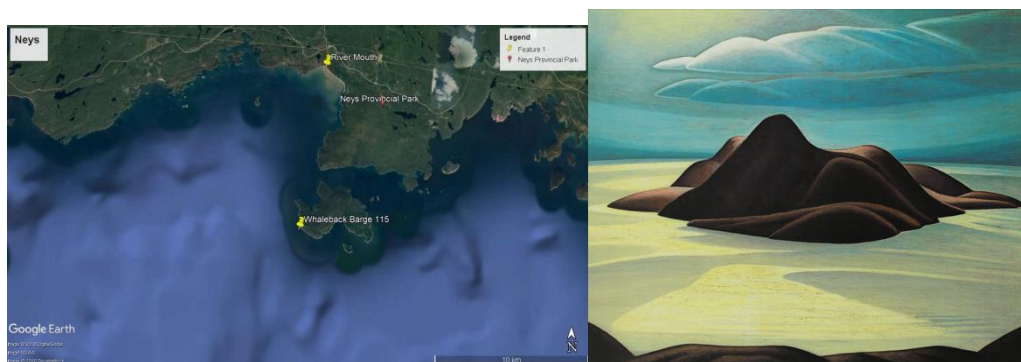 Neys
Legend
Feature 1
Neys Provincial Park
River Mouth
Neys Provincial Park
Whaleback Barge 115
Google Earth
N
10 km